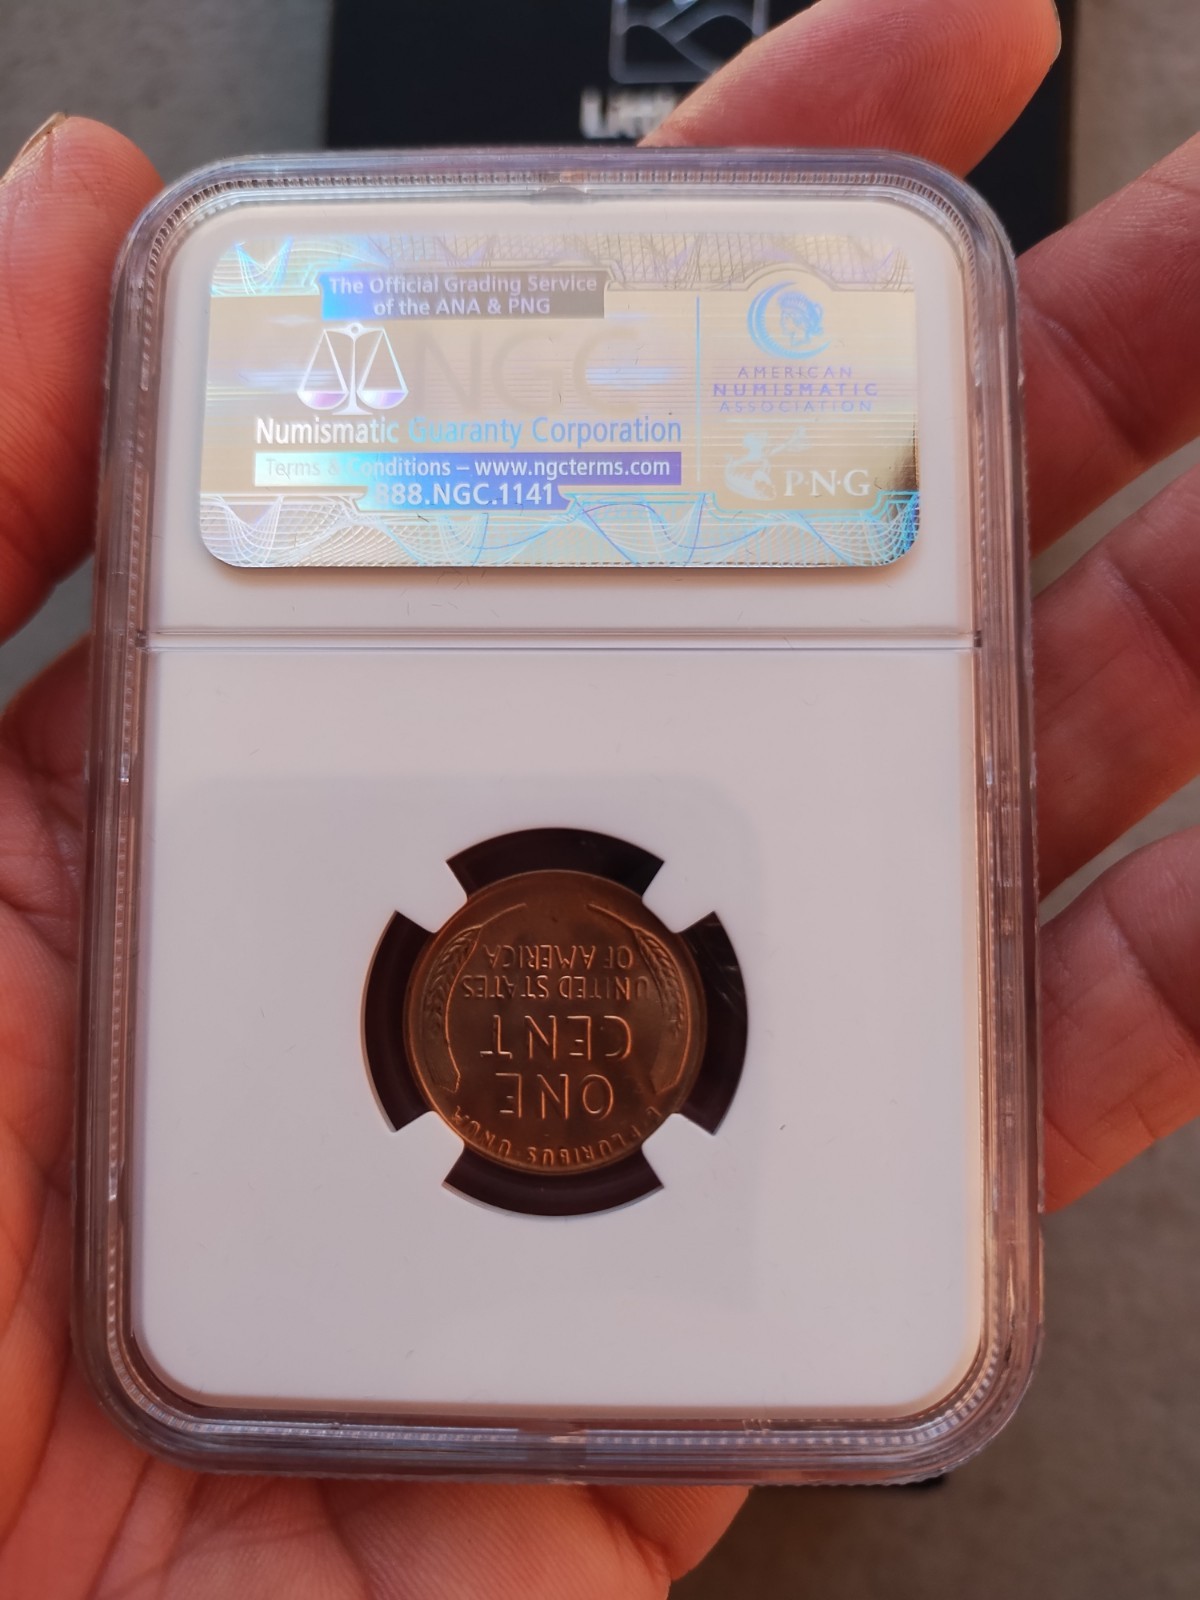 The Official Grading Service
of the ANA & PNG
NGC
Numismatic Guaranty Corporation
Terms & Conditions – www.ngcterms.com
888.NGC.1141
AMERICAN
NUMISMATIC
ASSOCIATION
P·N·G
E·PLURIBUS·UNUM
ONE
CENT
UNITED STATES
OF AMERICA